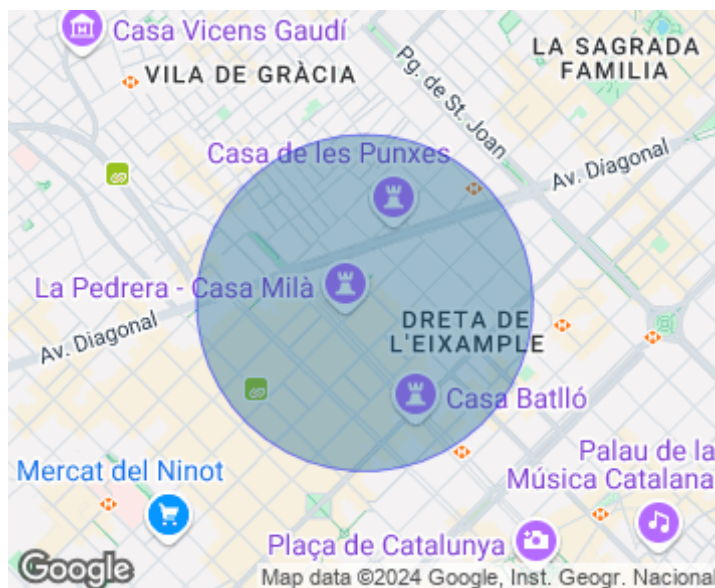 Casa Vicens Gaudí
LA SAGRADA
FAMILIA
VILA DE GRÀCIA
Pg. de St. Joan
Casa de les Punxes
Av. Diagonal
La Pedrera - Casa Milà
DRETA DE
L'EIXAMPLE
Av. Diagonal
Casa Batlló
Mercat del Ninot
Palau de la
Música Catalana
Plaça de Catalunya
Google
Map data ©2024 Google, Inst. Geogr. Nacional